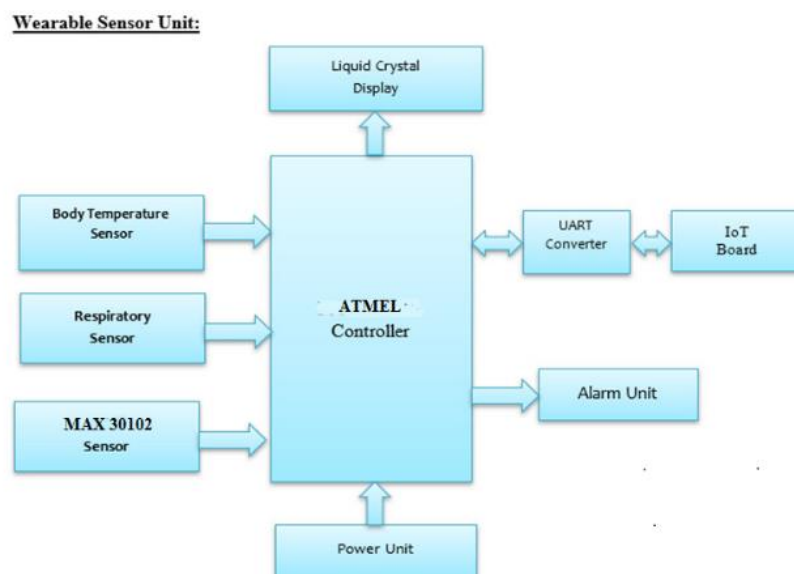 Wearable Sensor Unit:
Liquid Crystal
Display
Body Temperature
Sensor
Respiratory
Sensor
MAX 30102
Sensor
ATMEL
Controller
UART
Converter
IoT
Board
Alarm Unit
Power Unit